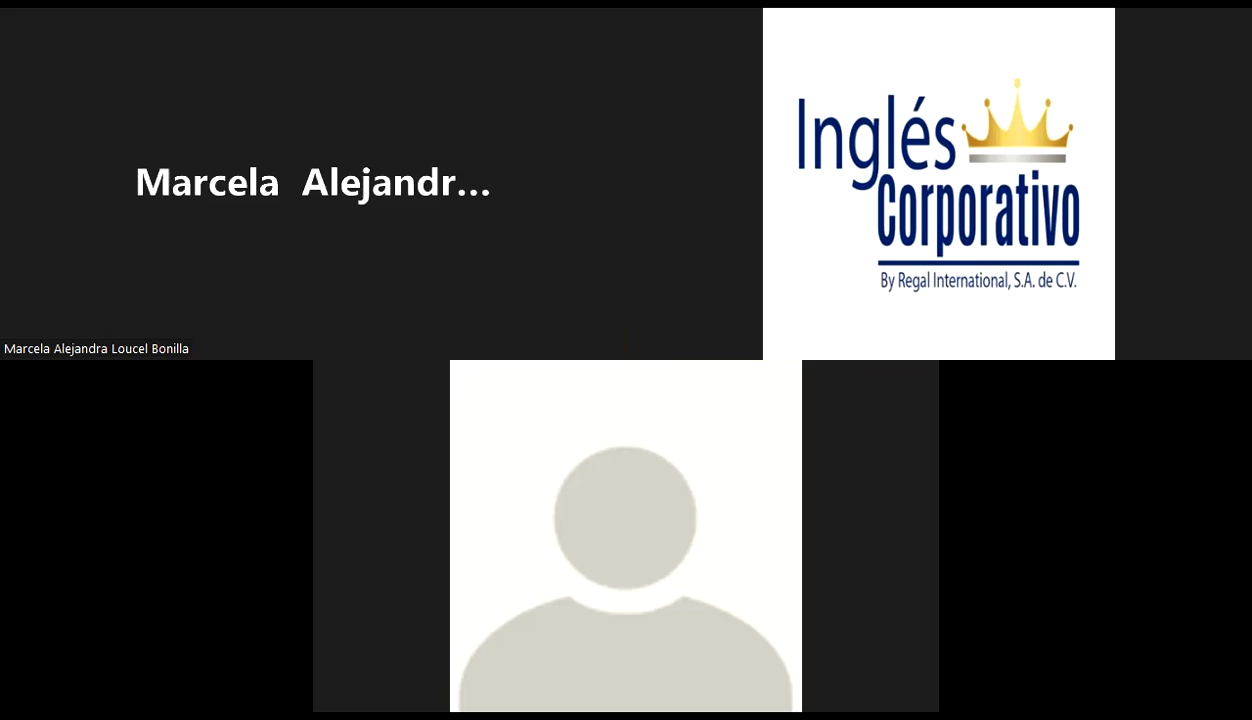 Marcela Alejandr...
Marcela Alejandra Loucel Bonilla
Inglés
Corporativo
By Regal International, S.A. de C.V.